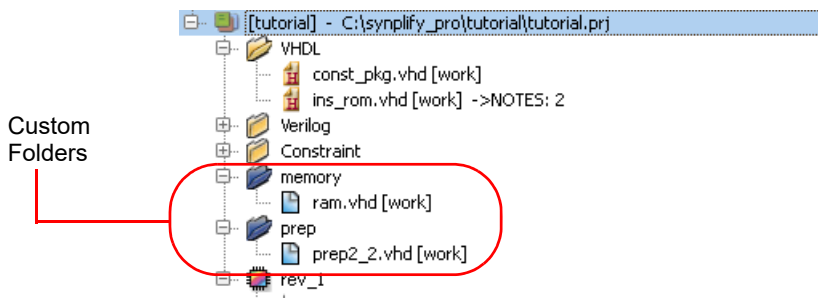 [tutorial] - C:\synplify_pro\tutorial\tutorial.prj
VHDL
const_pkg.vhd [work]
ins_rom.vhd [work] ->NOTES: 2
Verilog
Constraint
memory
ram.vhd [work]
prep
prep2_2.vhd [work]
rev_1
Custom
Folders